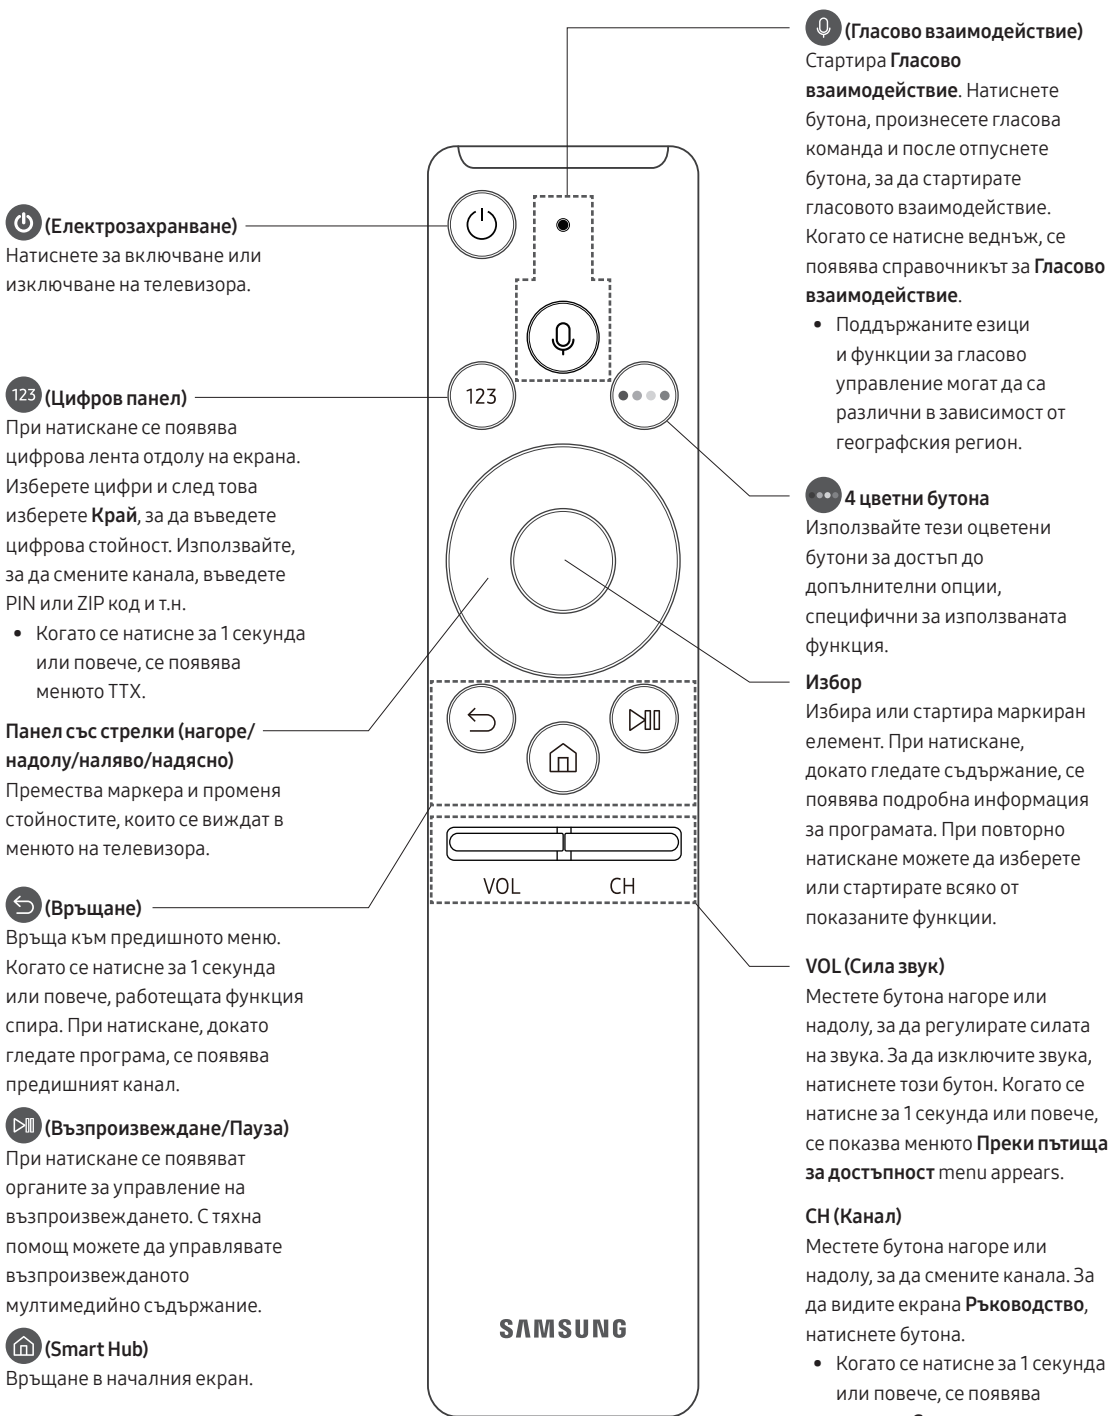 (Електрозахранване)
Натиснете за включване или
изключване на телевизора.
123 (Цифров панел)
При натискане се появява
цифрова лента отдолу на екрана.
Изберете цифри и след това
изберете Край, за да въведете
цифрова стойност. Използвайте,
за да смените канала, въведете
PIN или ZIP код и т.н.
• Когато се натисне за 1 секунда
или повече, се появява
менюто TTX.
Панел със стрелки (нагоре/
надолу/наляво/надясно)
Премества маркера и променя
стойностите, които се виждат в
менюто на телевизора.
(Връщане)
Връща към предишното меню.
Когато се натисне за 1 секунда
или повече, работещата функция
спира. При натискане, докато
гледате програма, се появява
предишният канал.
(Възпроизвеждане/Пауза)
При натискане се появяват
органите за управление на
възпроизвеждането. С тяхна
помощ можете да управлявате
възпроизвежданото
мултимедийно съдържание.
(Smart Hub)
Връщане в началния екран.
123
VOL CH
SAMSUNG
(Гласово взаимодействие)
Стартира Гласово
взаимодействие. Натиснете
бутона, произнесете гласова
команда и после отпуснете
бутона, за да стартирате
гласовото взаимодействие.
Когато се натисне веднъж, се
появява справочникът за Гласово
взаимодействие.
• Поддържаните езици
и функции за гласово
управление могат да са
различни в зависимост от
географския регион.
4 цветни бутона
Използвайте тези оцветени
бутони за достъп до
допълнителни опции,
специфични за използваната
функция.
Избор
Избира или стартира маркиран
елемент. При натискане,
докато гледате съдържание, се
появява подробна информация
за програмата. При повторно
натискане можете да изберете
или стартирате всяко от
показаните функции.
VOL (Сила звук)
Местете бутона нагоре или
надолу, за да регулирате силата
на звука. За да изключите звука,
натиснете този бутон. Когато се
натисне за 1 секунда или повече,
се показва менюто Преки пътища
за достъпност menu appears.
CH (Канал)
Местете бутона нагоре или
надолу, за да смените канала. За
да видите екрана Ръководство,
натиснете бутона.
• Когато се натисне за 1 секунда
или повече, се появява